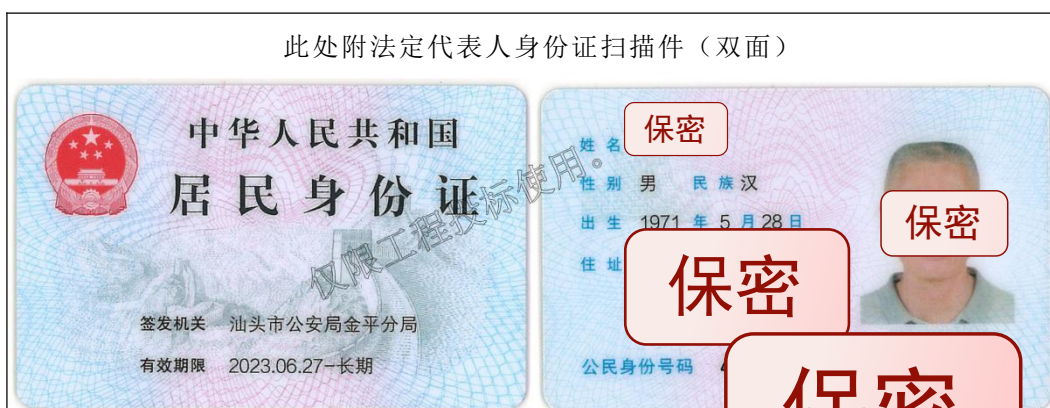 此处附法定代表人身份证扫描件（双面）
中华人民共和国
居民身份证
签发机关 汕头市公安局金平分局
有效期限 2023.06.27-长期
姓名 保密
性别 男 民族 汉
出生 1971 年 5 月 28 日
保密
住址 保密
公民身份号码 4
保密
仅限工程投标使用。